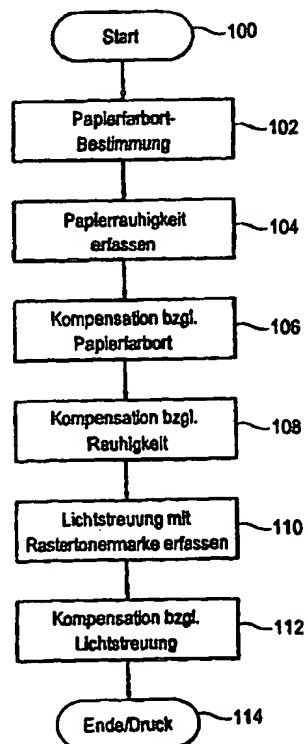 Start
100
Papierfarbort-
Bestimmung
102
Papierrauhigkeit
erfassen
104
Kompensation bzgl.
Papierfarbort
106
Kompensation bzgl.
Rauhigkeit
108
Lichtstreuung mit
Rastertonermarke erfassen
110
Kompensation bzgl.
Lichtstreuung
112
Ende/Druck
114